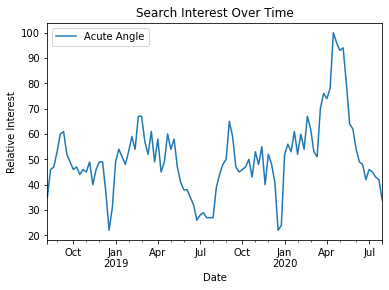 Search Interest Over Time
Acute Angle
Relative Interest
100
90
80
70
60
50
40
30
20
Oct Jan Apr Jul Oct Jan Apr Jul
2019 2020
Date